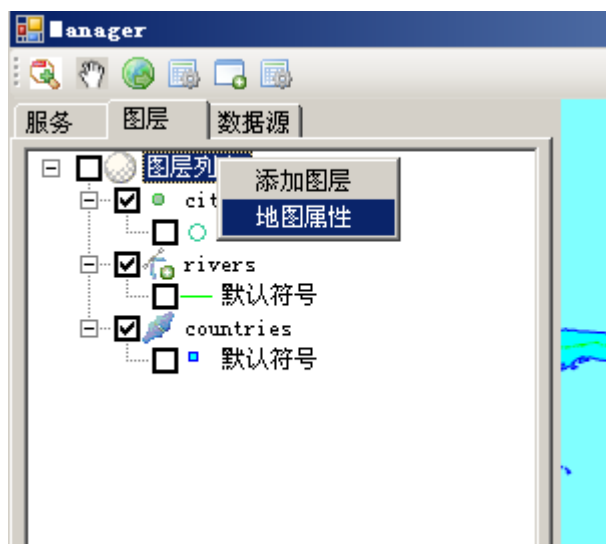 Manager
服务 图层 数据源
图层列
添加图层
cit
地图属性
rivers
默认符号
countries
默认符号